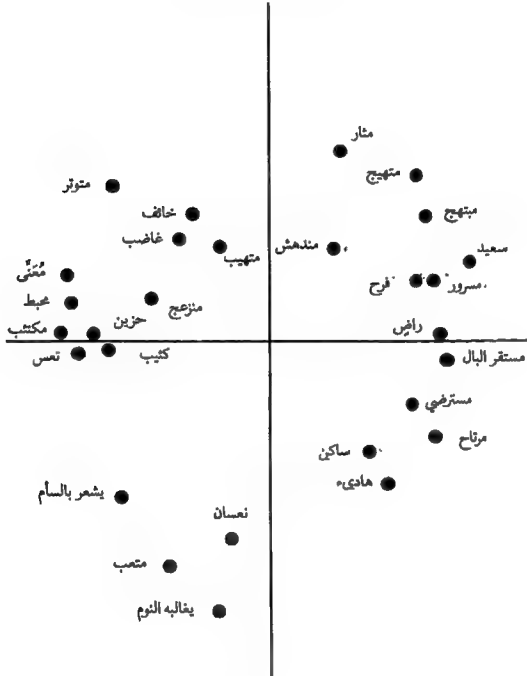 مثار
متهيج
متوتر
خائف
مبتهج
غاضب
متهيب
مندهش
سعيد
مُعَنًّى
فرح
مسرور
محبط
منزعج
حزين
مكتئب
راضٍ
تعس
كئيب
مستقر البال
مسترضي
مرتاح
ساكن
هادىء
يشعر بالسأم
نعسان
متعب
يغالبه النوم